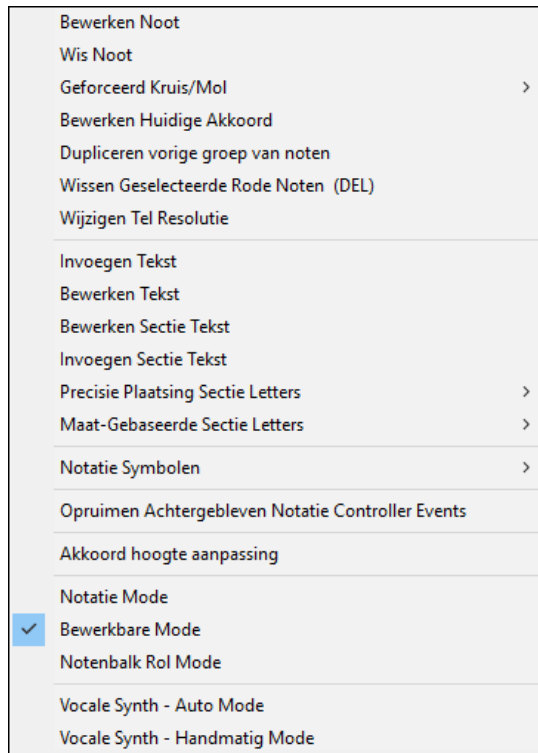 Bewerken Noot
Wis Noot
Geforceerd Kruis/Mol
Bewerken Huidige Akkoord
Dupliceren vorige groep van noten
Wissen Geselecteerde Rode Noten (DEL)
Wijzigen Tel Resolutie
Invoegen Tekst
Bewerken Tekst
Bewerken Sectie Tekst
Invoegen Sectie Tekst
Precisie Plaatsing Sectie Letters
Maat-Gebaseerde Sectie Letters
Notatie Symbolen
Opruimen Achtergebleven Notatie Controller Events
Akkoord hoogte aanpassing
Notatie Mode
Bewerkbare Mode
Notenbalk Rol Mode
Vocale Synth - Auto Mode
Vocale Synth - Handmatig Mode